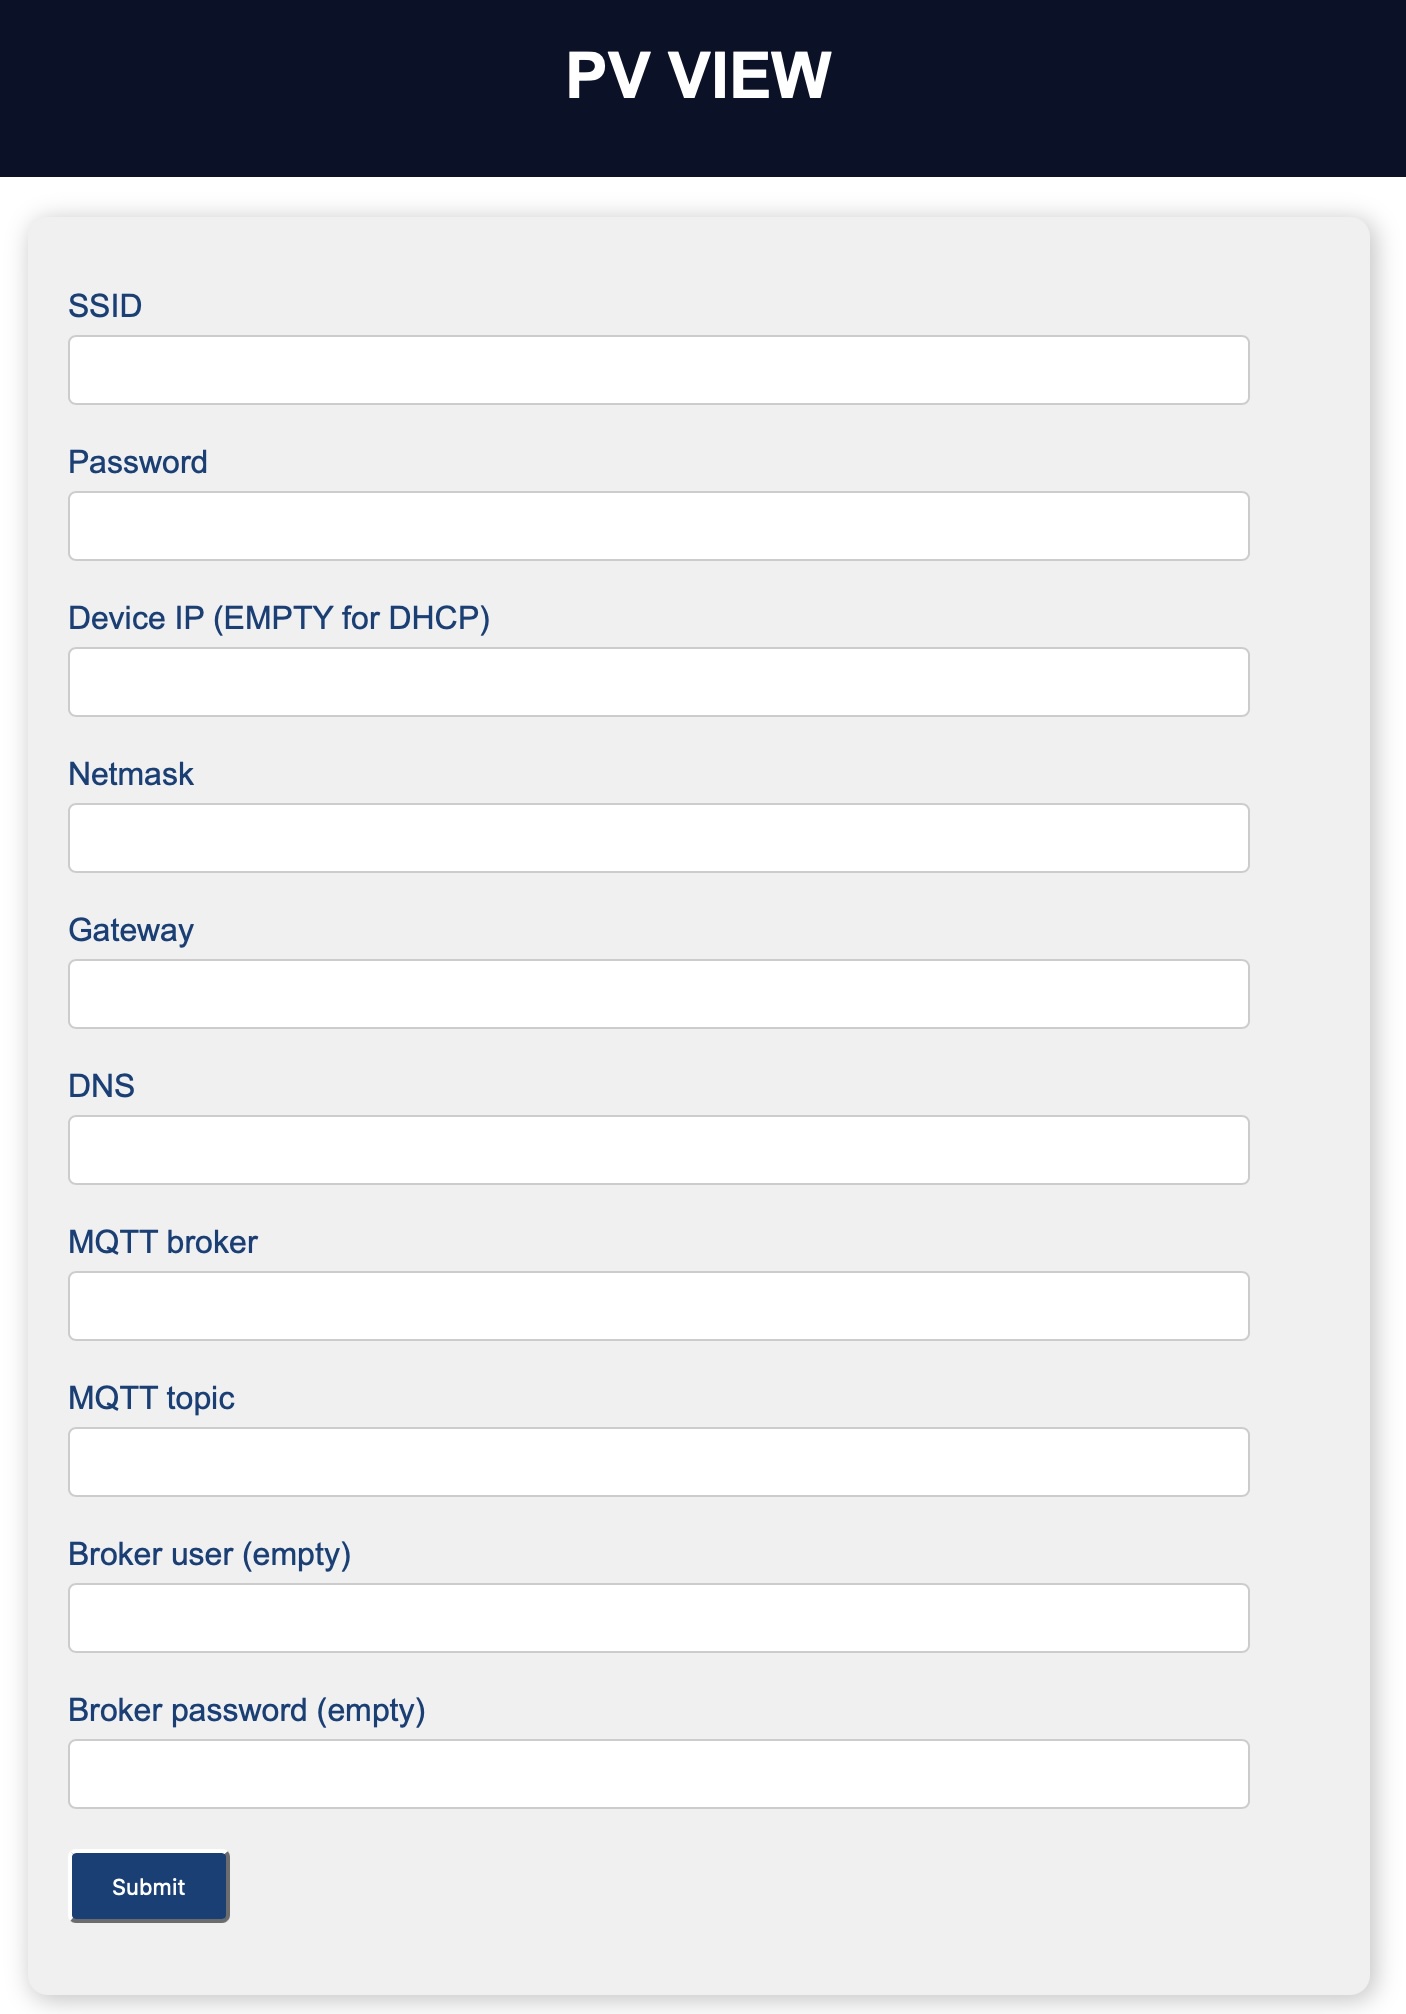 PV VIEW
SSID
Password
Device IP (EMPTY for DHCP)
Netmask
Gateway
DNS
MQTT broker
MQTT topic
Broker user (empty)
Broker password (empty)
Submit